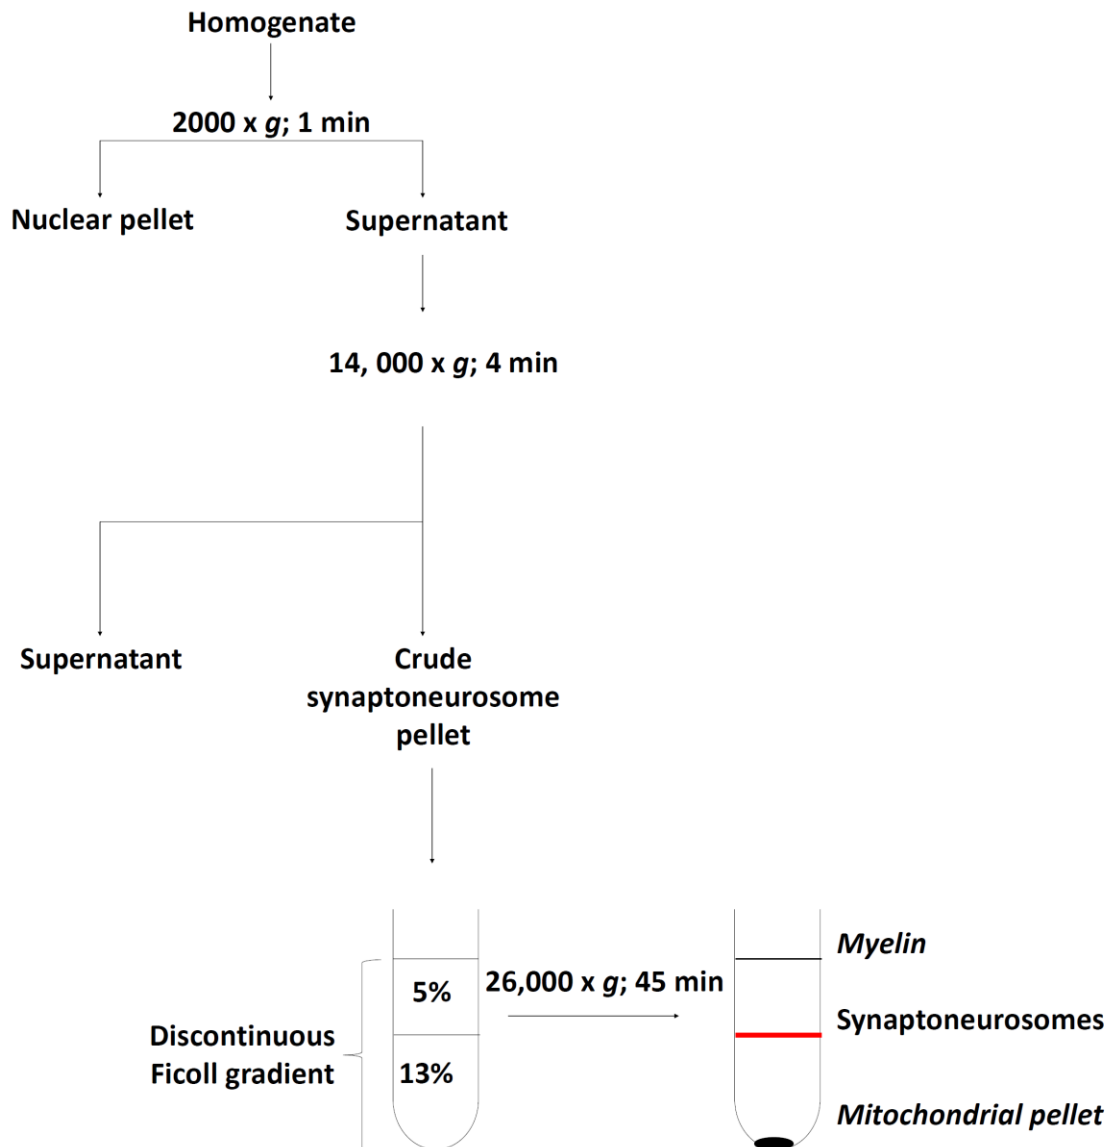 Homogenate
2000 x g; 1 min
Nuclear pellet
Supernatant
14, 000 x g; 4 min
Supernatant
Crude
synaptoneurosome
pellet
5%
13%
Discontinuous
Ficoll gradient
26,000 x g; 45 min
Myelin
Synaptoneurosomes
Mitochondrial pellet